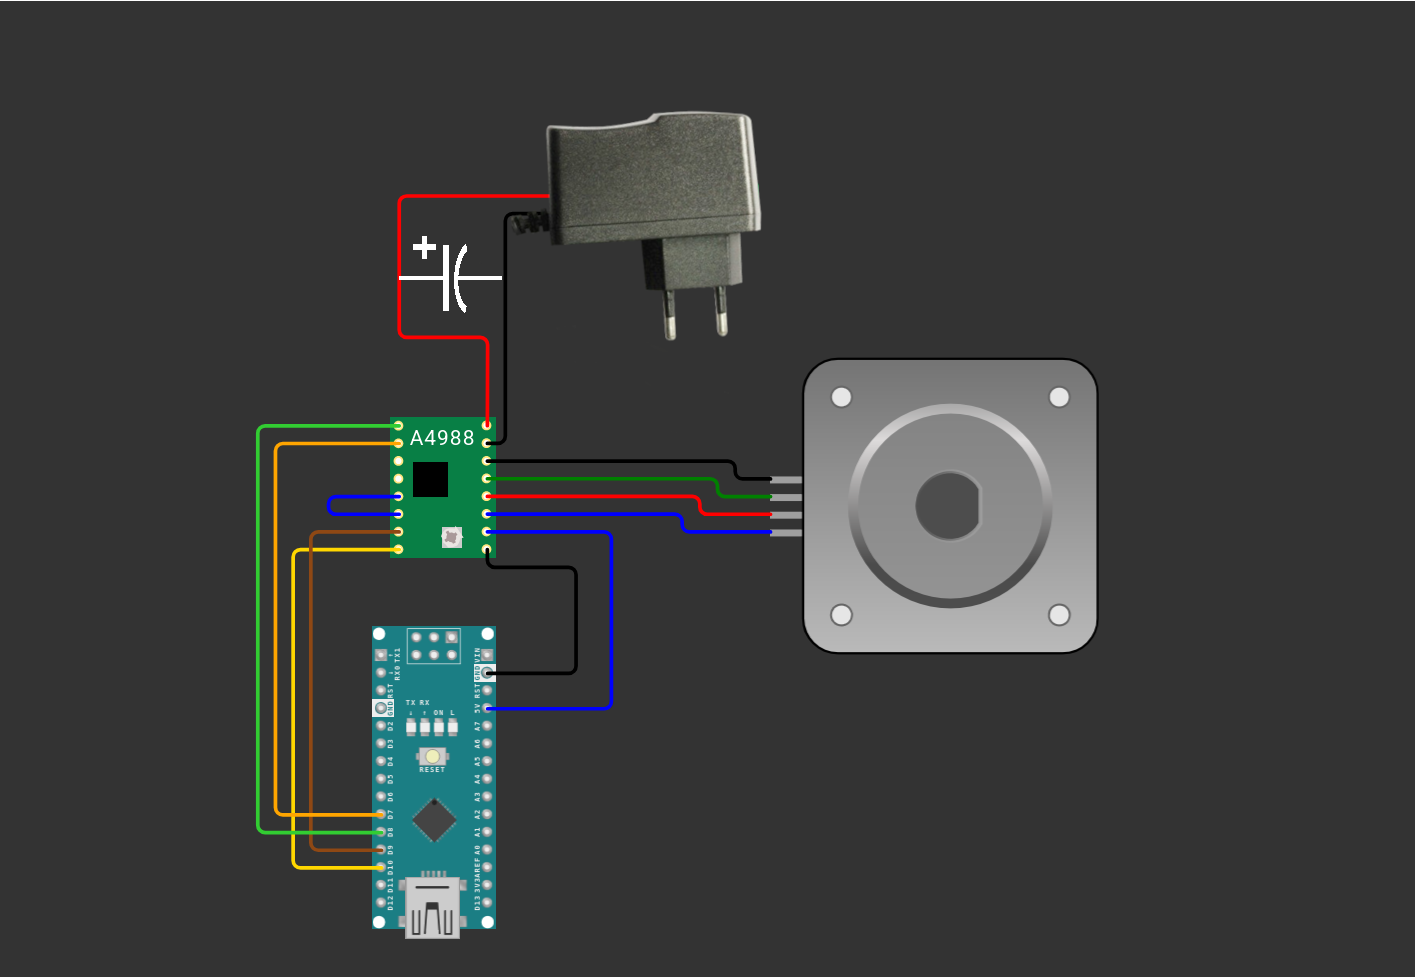 +
A4988
TX1
RX0
RST
GND
D2
D3
D4
D5
D6
D7
D8
D9
D10
D11
D12
TX RX
ON L
RESET
VIN
GND
RST
5V
A7
A6
A5
A4
A3
A2
A1
A0
AREF
3V3
D13